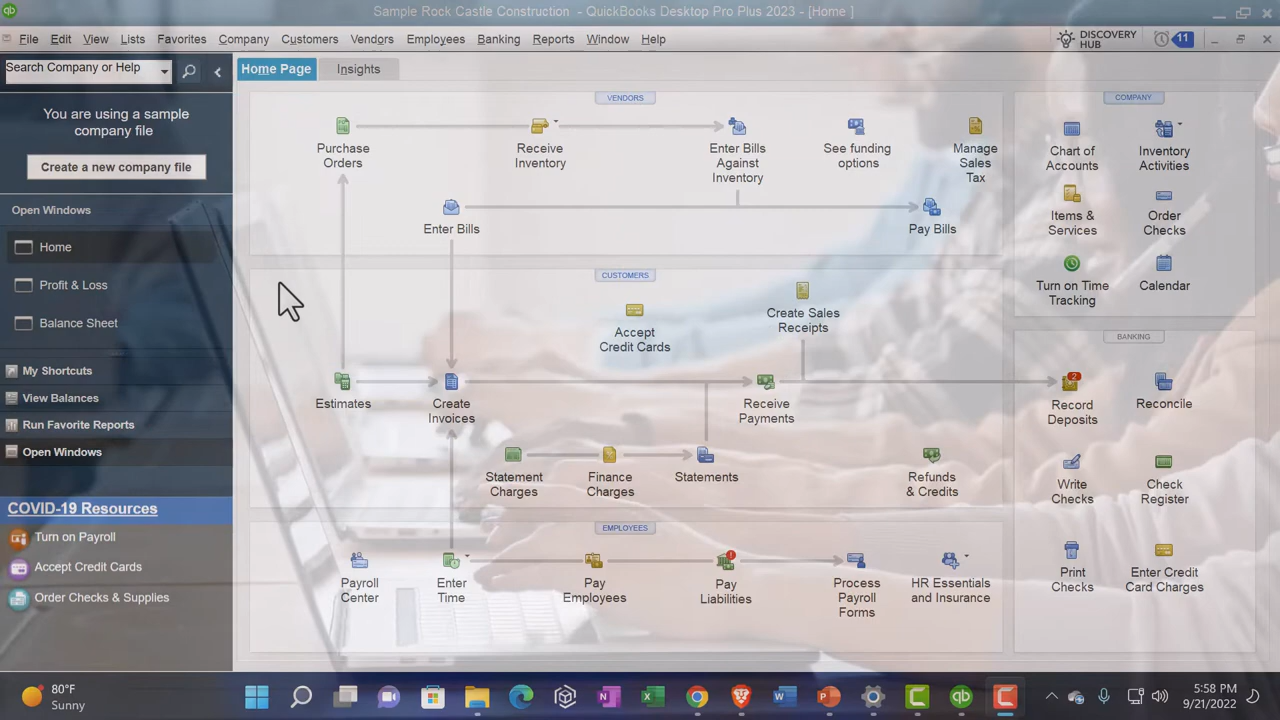 Sample Rock Castle Construction - QuickBooks Desktop Pro Plus 2023 - [Home ]
File Edit View Lists Favorites Company Customers Vendors Employees Banking Reports Window Help
DISCOVERY
HUB
11
Search Company or Help
Home Page
Insights
You are using a sample
company file
Create a new company file
Open Windows
Home
Profit & Loss
Balance Sheet
My Shortcuts
View Balances
Run Favorite Reports
Open Windows
COVID-19 Resources
Turn on Payroll
Accept Credit Cards
Order Checks & Supplies
VENDORS
Purchase
Orders
Receive
Inventory
Enter Bills
Against
Inventory
See funding
options
Manage
Sales
Tax
Enter Bills
Pay Bills
CUSTOMERS
Accept
Credit Cards
Create Sales
Receipts
Estimates
Create
Invoices
Receive
Payments
Statement
Charges
Finance
Charges
Statements
Refunds
& Credits
EMPLOYEES
Payroll
Center
Enter
Time
Pay
Employees
Pay
Liabilities
Process
Payroll
Forms
HR Essentials
and Insurance
COMPANY
Chart of
Accounts
Inventory
Activities
Items &
Services
Order
Checks
Turn on Time
Tracking
Calendar
BANKING
2
Record
Deposits
Reconcile
Write
Checks
Check
Register
Print
Checks
Enter Credit
Card Charges
80°F
Sunny
5:58 PM
9/21/2022